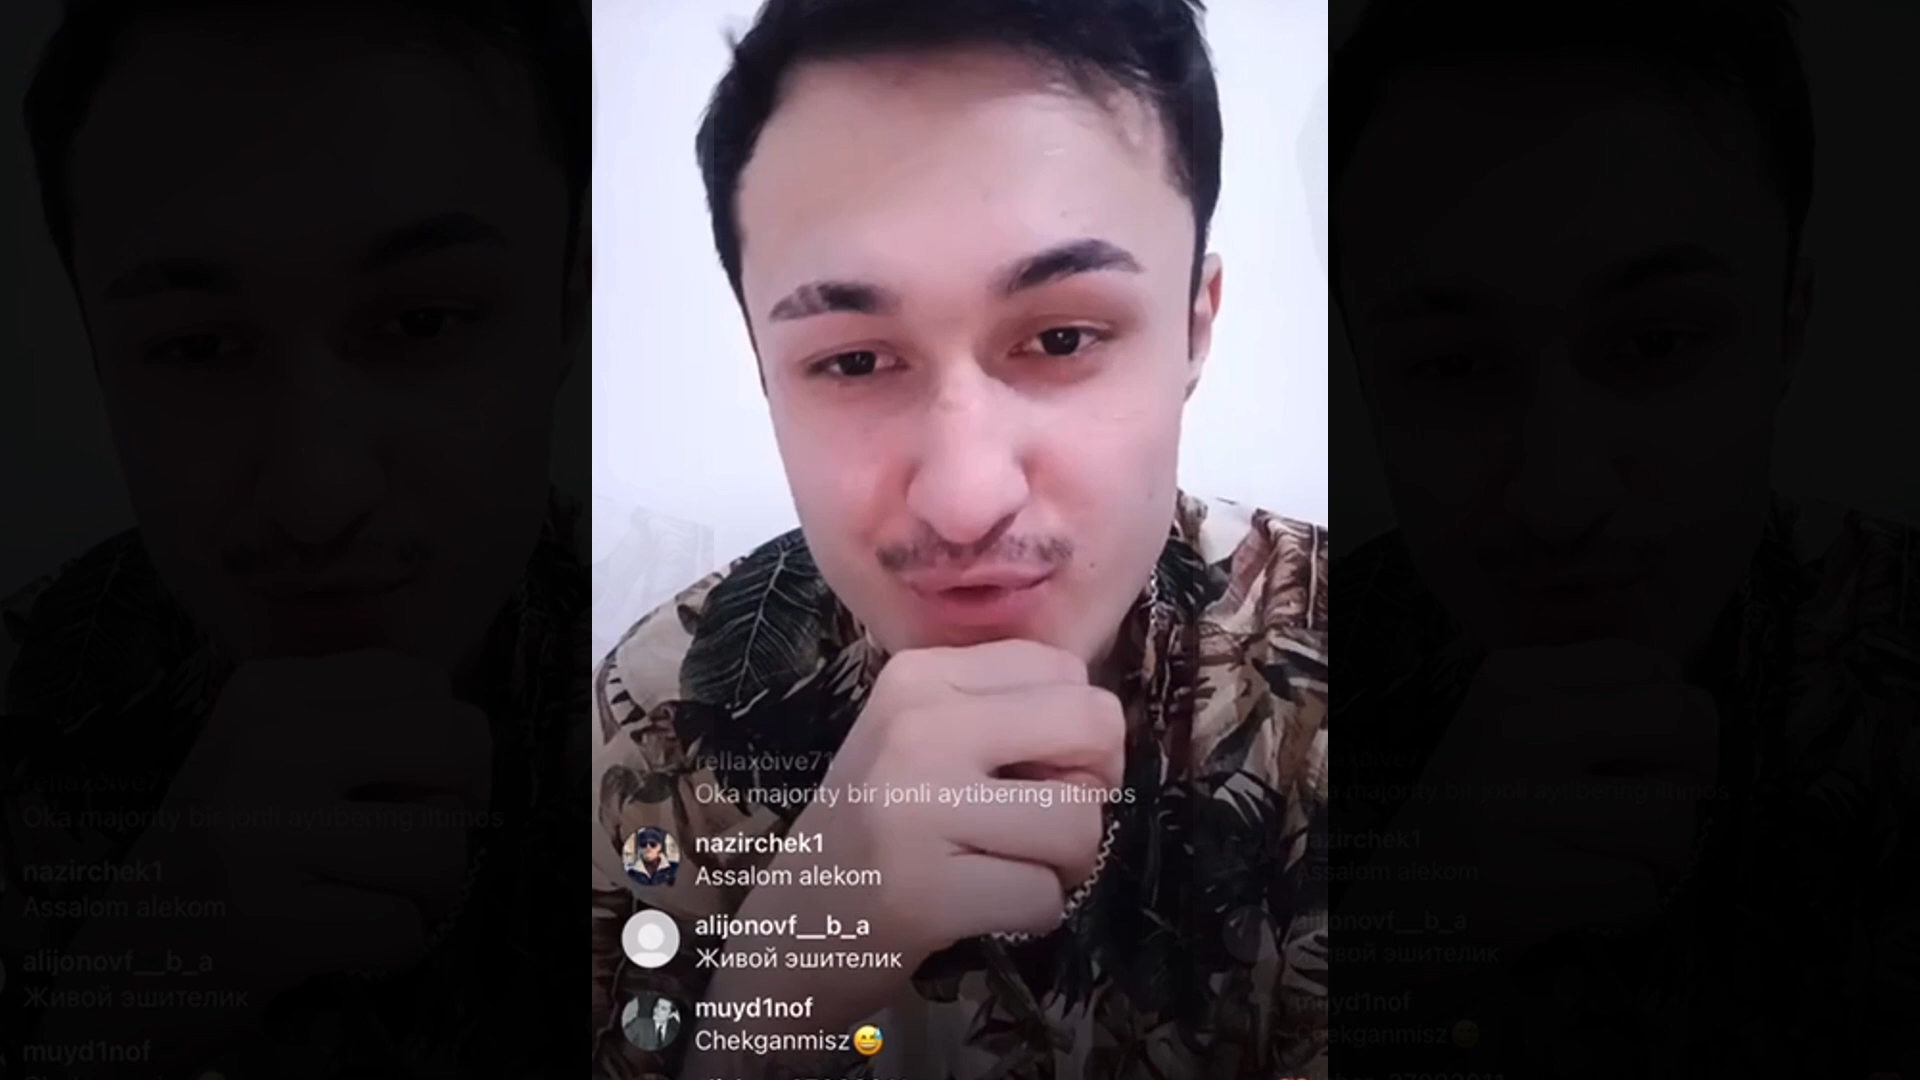 rellaxcive71
Oka majority bir jonli aytibering iltimos
nazirchek1
Assalom alekom
alijonovf__b_a
Живой эшителик
muyd1nof
Chekganmisz😅